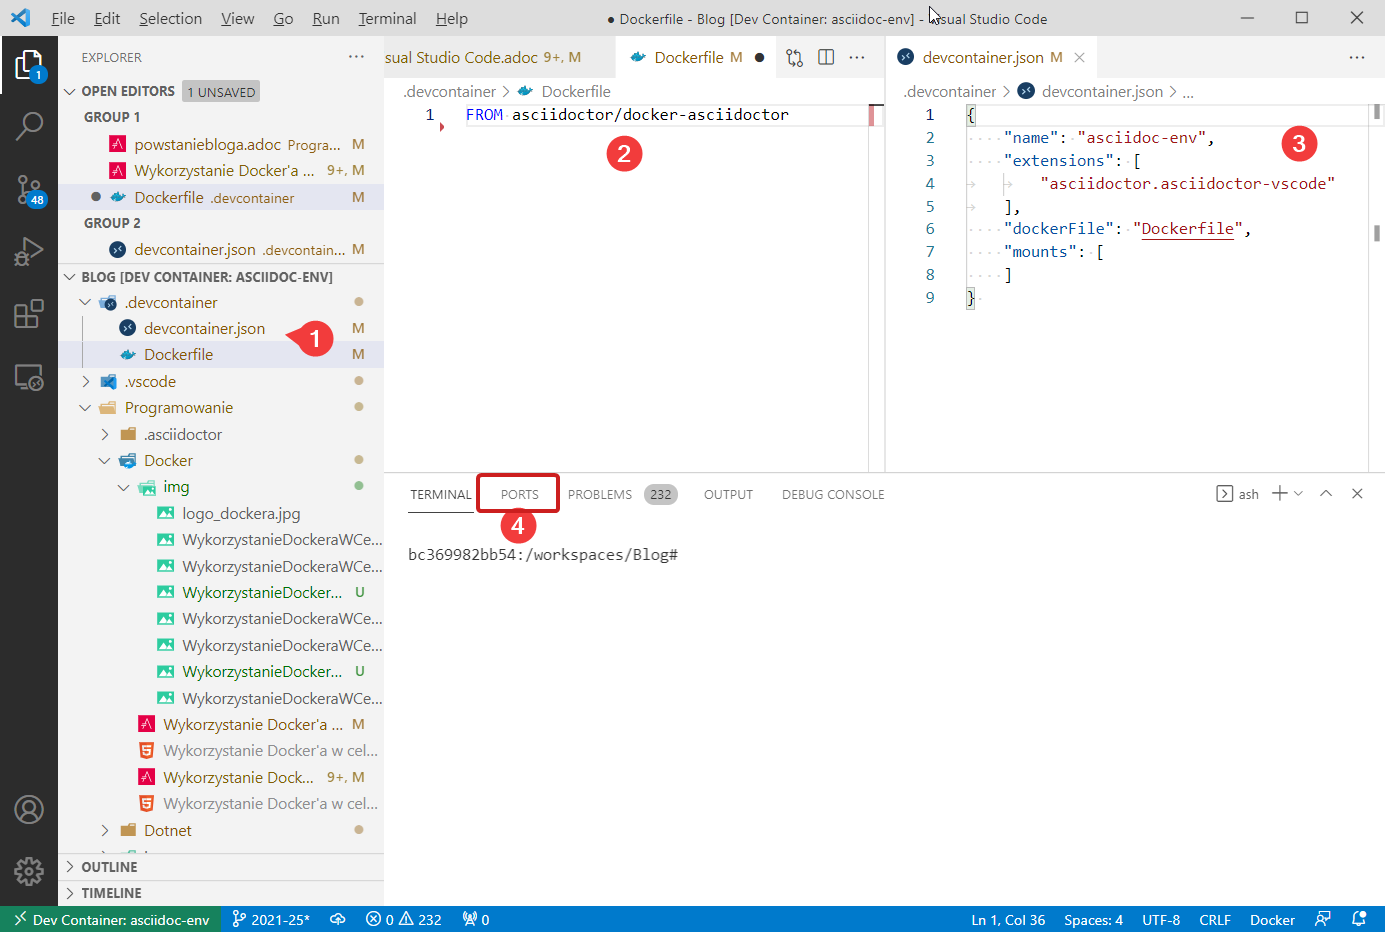 File Edit Selection View Go Run Terminal Help
● Dockerfile - Blog [Dev Container: asciidoc-env] - Visual Studio Code
EXPLORER
OPEN EDITORS 1 UNSAVED
GROUP 1
powstaniebloga.adoc Progra... M
Wykorzystanie Docker'a ... 9+, M
Dockerfile .devcontainer M
GROUP 2
devcontainer.json .devcontain... M
BLOG [DEV CONTAINER: ASCIIDOC-ENV]
.devcontainer
devcontainer.json M
1
Dockerfile M
.vscode
Programowanie
.asciidoctor
Docker
img
logo_dockera.jpg
WykorzystanieDockeraWCe...
WykorzystanieDockeraWCe...
WykorzystanieDocker... U
WykorzystanieDockeraWCe...
WykorzystanieDockeraWCe...
WykorzystanieDocker... U
WykorzystanieDockeraWCe...
Wykorzystanie Docker'a ... M
Wykorzystanie Docker'a w cel...
Wykorzystanie Dock... 9+, M
Wykorzystanie Docker'a w cel...
Dotnet
OUTLINE
TIMELINE
sual Studio Code.adoc 9+, M
Dockerfile M
.devcontainer > Dockerfile
1 FROM asciidoctor/docker-asciidoctor
2
devcontainer.json M
.devcontainer > devcontainer.json > ...
1 {
2 "name": "asciidoc-env",
3
3 "extensions": [
4 "asciidoctor.asciidoctor-vscode"
5 ],
6 "dockerFile": "Dockerfile",
7 "mounts": [
8 ]
9 }
TERMINAL PORTS PROBLEMS 232 OUTPUT DEBUG CONSOLE
ash
4
bc369982bb54:/workspaces/Blog#
1
48
Dev Container: asciidoc-env 2021-25* 0 232 0
Ln 1, Col 36 Spaces: 4 UTF-8 CRLF Docker